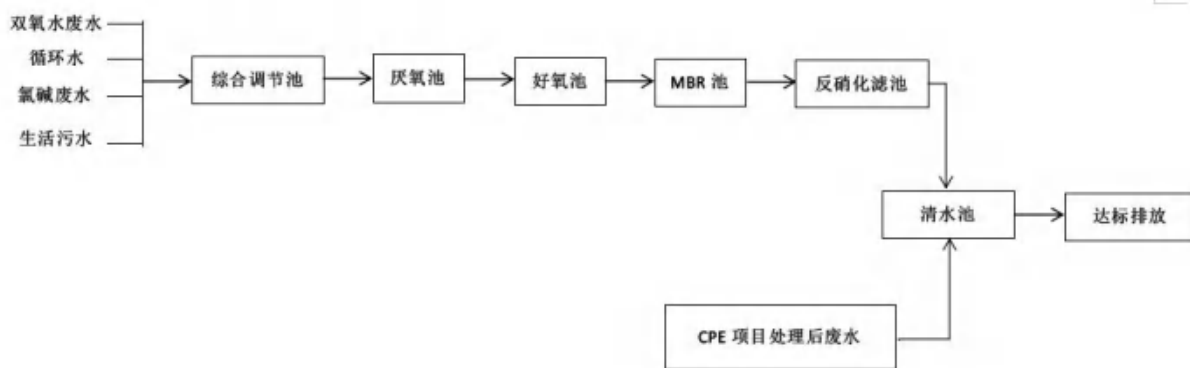 双氧水废水
循环水
氯碱废水
生活污水
综合调节池
厌氧池
好氧池
MBR 池
反硝化滤池
清水池
达标排放
CPE 项目处理后废水